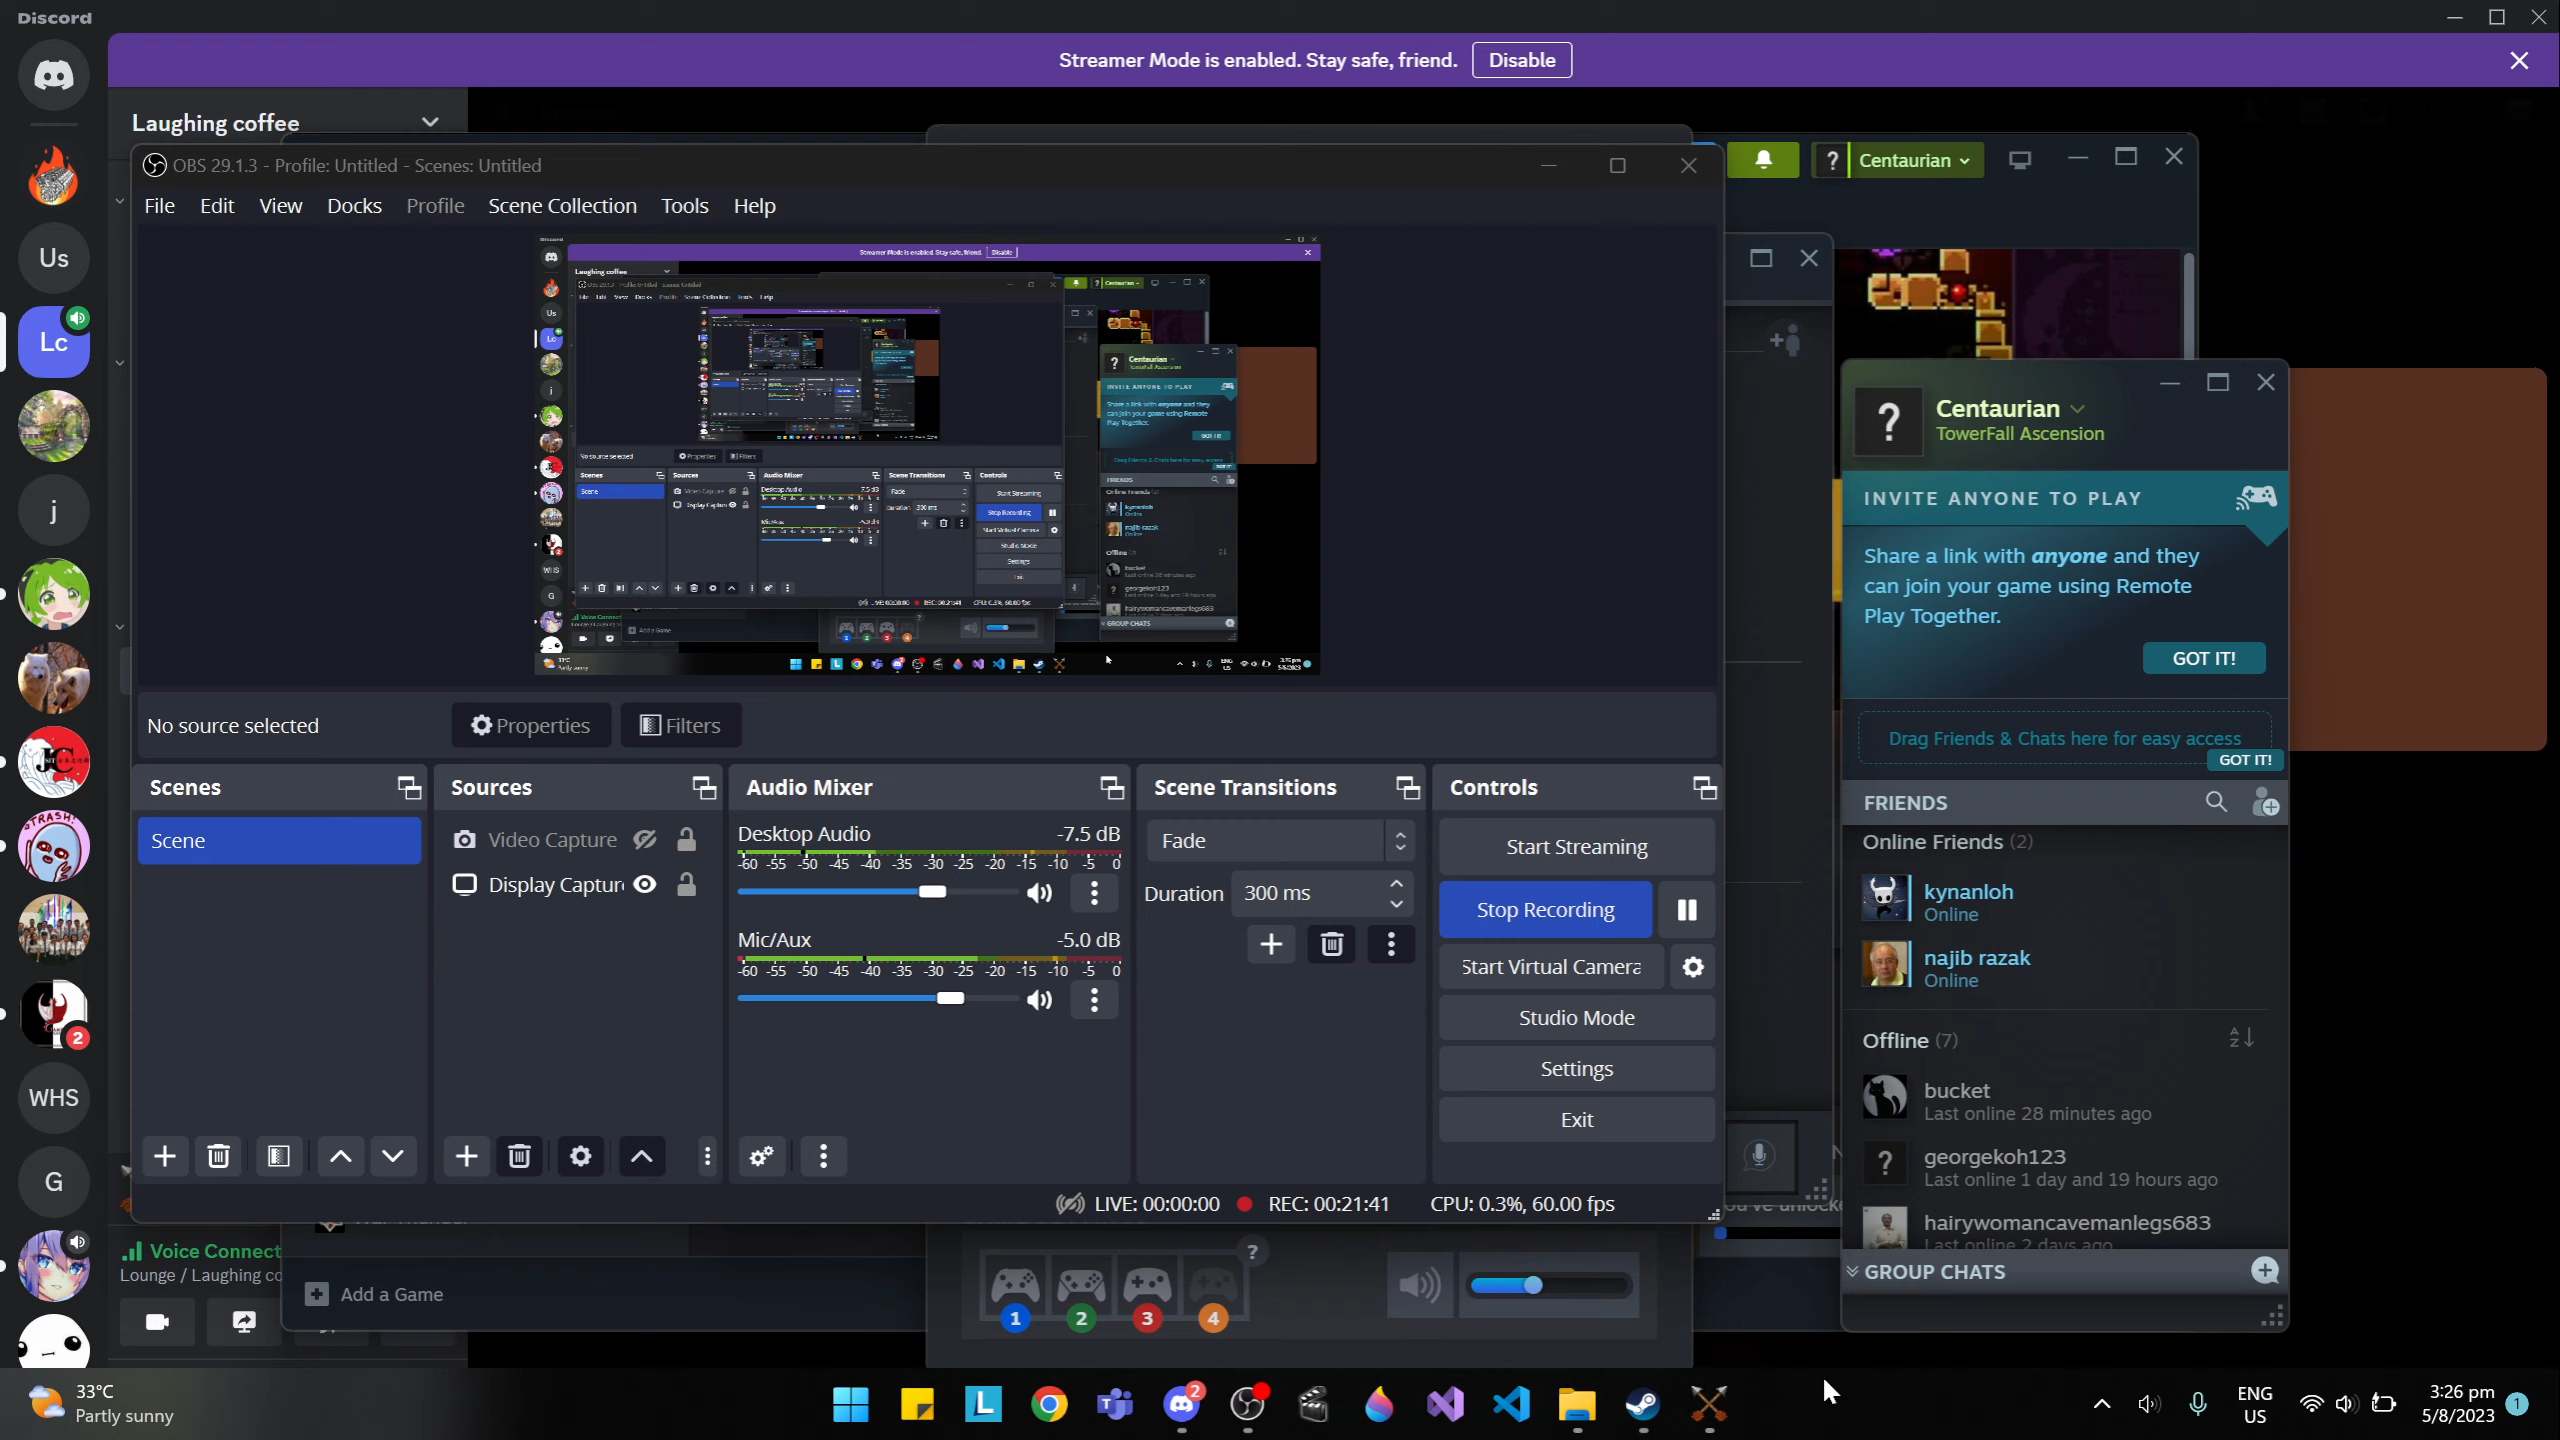 Discord
Streamer Mode is enabled. Stay safe, friend.
Disable
Laughing coffee
OBS 29.1.3 - Profile: Untitled - Scenes: Untitled
Centaurian
File Edit View Docks Profile Scene Collection Tools Help
Us
Lc
j
WHS
G
2
Centaurian
TowerFall Ascension
INVITE ANYONE TO PLAY
Share a link with anyone and they
can join your game using Remote
Play Together.
GOT IT!
Drag Friends & Chats here for easy access
GOT IT!
FRIENDS
Online Friends (2)
kynanloh
Online
najib razak
Online
Offline (7)
bucket
Last online 28 minutes ago
georgekoh123
Last online 1 day and 19 hours ago
hairywomancavemanlegs683
Last online 2 days ago
GROUP CHATS
No source selected
Properties
Filters
Scenes
Scene
Sources
Video Capture
Display Capture
Audio Mixer
Desktop Audio -7.5 dB
-60 -55 -50 -45 -40 -35 -30 -25 -20 -15 -10 -5 0
Mic/Aux -5.0 dB
-60 -55 -50 -45 -40 -35 -30 -25 -20 -15 -10 -5 0
Scene Transitions
Fade
Duration 300 ms
Controls
Start Streaming
Stop Recording
Start Virtual Camera
Studio Mode
Settings
Exit
LIVE: 00:00:00 REC: 00:21:41 CPU: 0.3%, 60.00 fps
Voice Connect
Lounge / Laughing co
Add a Game
?
1 2 3 4
33°C
Partly sunny
2
ENG
US
3:26 pm
5/8/2023
1